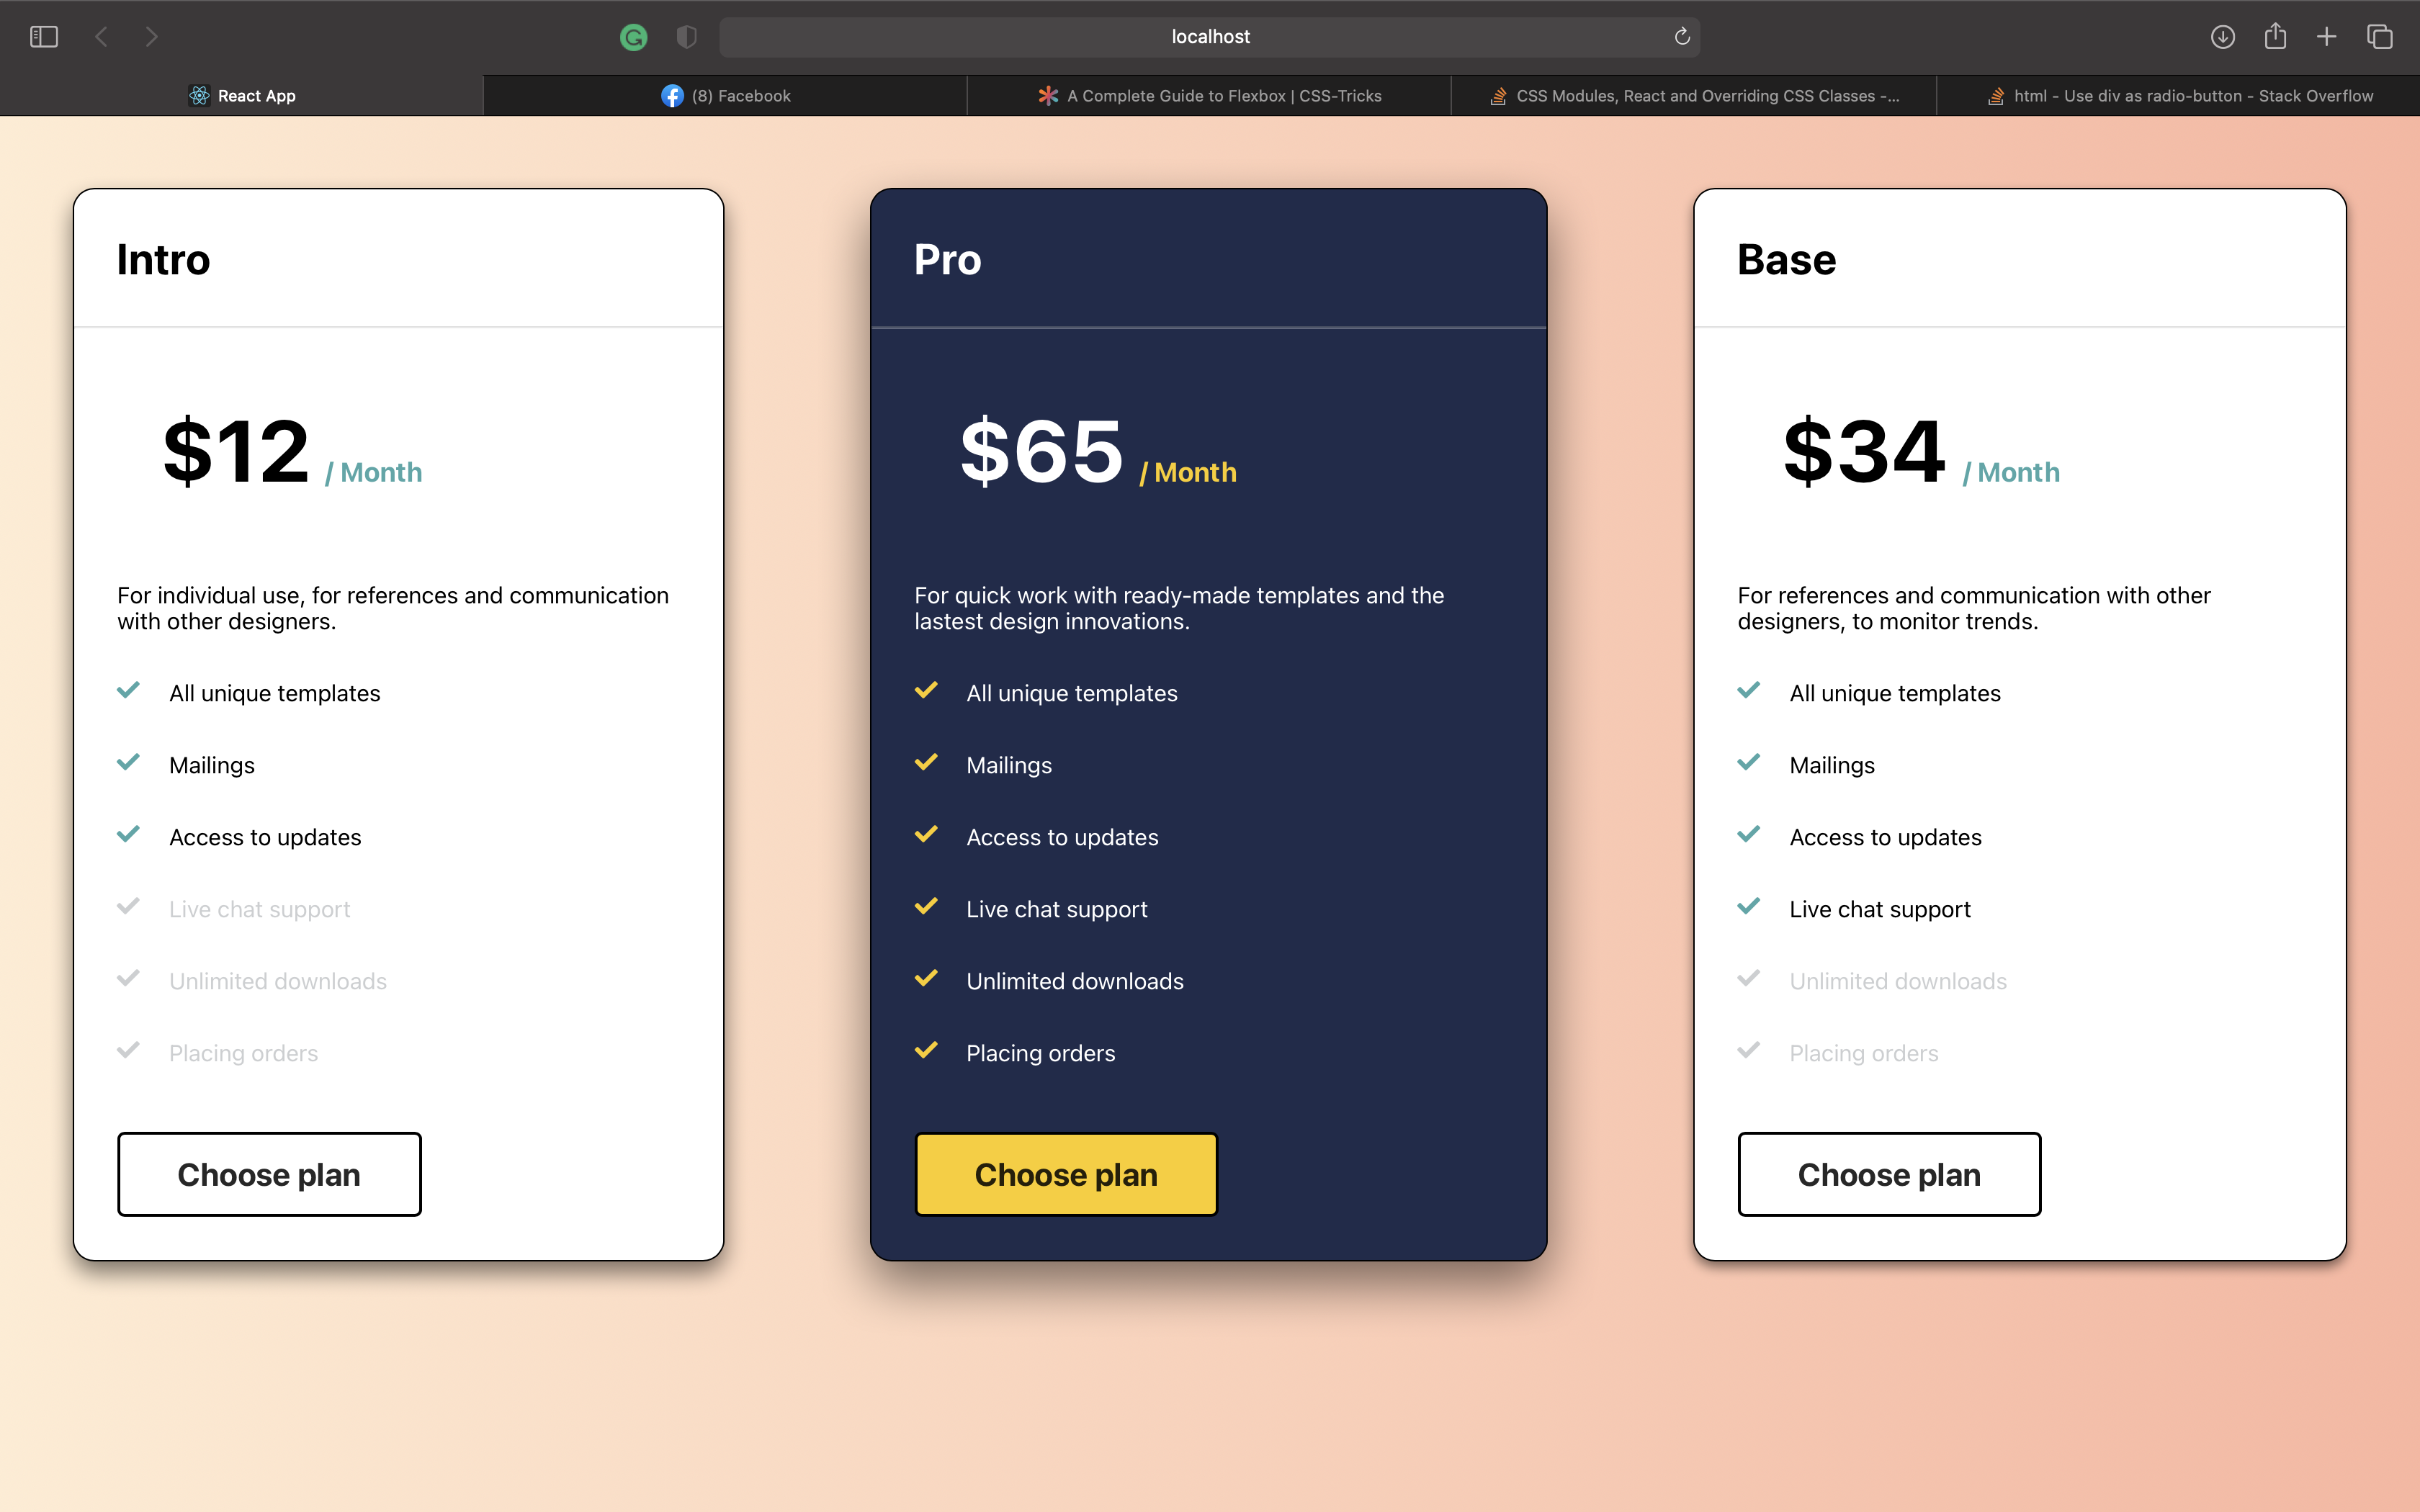 localhost
React App
(8) Facebook
A Complete Guide to Flexbox | CSS-Tricks
CSS Modules, React and Overriding CSS Classes -...
html - Use div as radio-button - Stack Overflow
Intro
$12 / Month
For individual use, for references and communication
with other designers.
All unique templates
Mailings
Access to updates
Live chat support
Unlimited downloads
Placing orders
Choose plan
Pro
$65 / Month
For quick work with ready-made templates and the
lastest design innovations.
All unique templates
Mailings
Access to updates
Live chat support
Unlimited downloads
Placing orders
Choose plan
Base
$34 / Month
For references and communication with other
designers, to monitor trends.
All unique templates
Mailings
Access to updates
Live chat support
Unlimited downloads
Placing orders
Choose plan